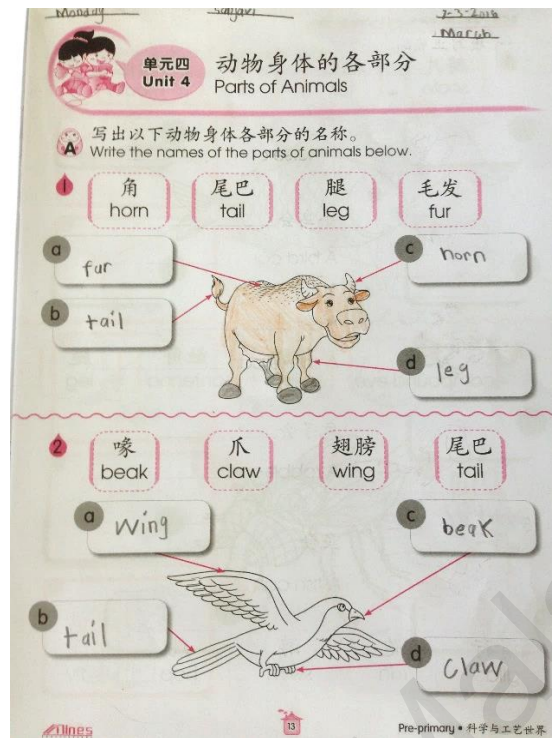 Monday
7-3-2018
March
单元四
Unit 4
动物身体的各部分
Parts of Animals
A
写出以下动物身体各部分的名称。
Write the names of the parts of animals below.
1
角 尾巴 腿 毛发
horn tail leg fur
a fur
c horn
b tail
d leg
2
喙 爪 翅膀 尾巴
beak claw wing tail
a wing
c beak
b tail
d claw
13
Pre-primary • 科学与工艺世界